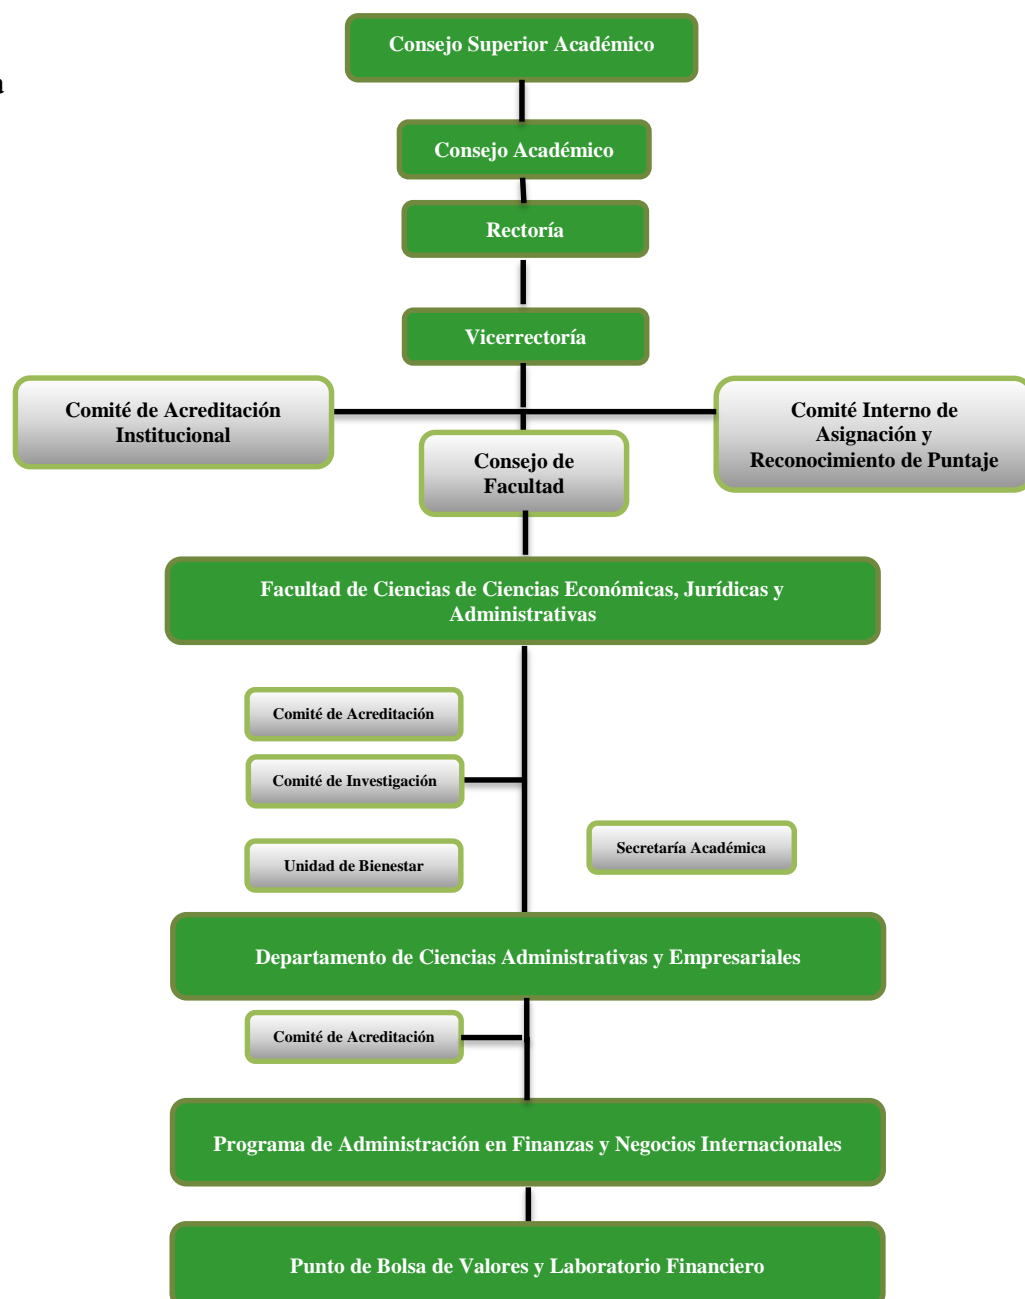 Consejo Superior Académico
a
Consejo Académico
Rectoría
Vicerrectoría
Comité de Acreditación
Institucional
Comité Interno de
Asignación y
Reconocimiento de Puntaje
Consejo de
Facultad
Facultad de Ciencias de Ciencias Económicas, Jurídicas y
Administrativas
Comité de Acreditación
Comité de Investigación
Secretaría Académica
Unidad de Bienestar
Departamento de Ciencias Administrativas y Empresariales
Comité de Acreditación
Programa de Administración en Finanzas y Negocios Internacionales
Punto de Bolsa de Valores y Laboratorio Financiero